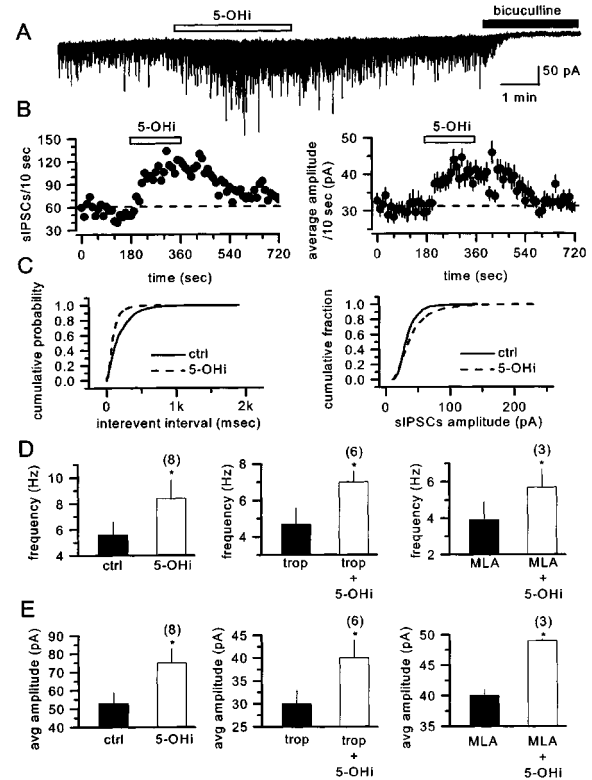 A
5-OHi
bicuculline
50 pA
1 min
B
5-OHi
5-OHi
sIPSCs/10 sec
150
120
90
60
30
0 180 360 540 720
time (sec)
average amplitude
/10 sec (pA)
50
40
30
0 180 360 540 720
time (sec)
C
cumulative probability
1.0
0.8
0.6
0.4
0.2
0.0
ctrl
5-OHi
0 1k 2k
interevent interval (msec)
cumulative fraction
1.0
0.8
0.6
0.4
0.2
0.0
ctrl
5-OHi
0 100 200
sIPSCs amplitude (pA)
D
frequency (Hz)
10
8
6
4
(8)
*
ctrl 5-OHi
frequency (Hz)
8
6
4
2
(6)
*
trop trop
+
5-OHi
frequency (Hz)
6
4
2
(3)
*
MLA MLA
+
5-OHi
E
avg amplitude (pA)
90
80
70
60
50
40
(8)
*
ctrl 5-OHi
avg amplitude (pA)
45
40
35
30
25
(6)
*
trop trop
+
5-OHi
avg amplitude (pA)
50
45
40
35
(3)
*
MLA MLA
+
5-OHi